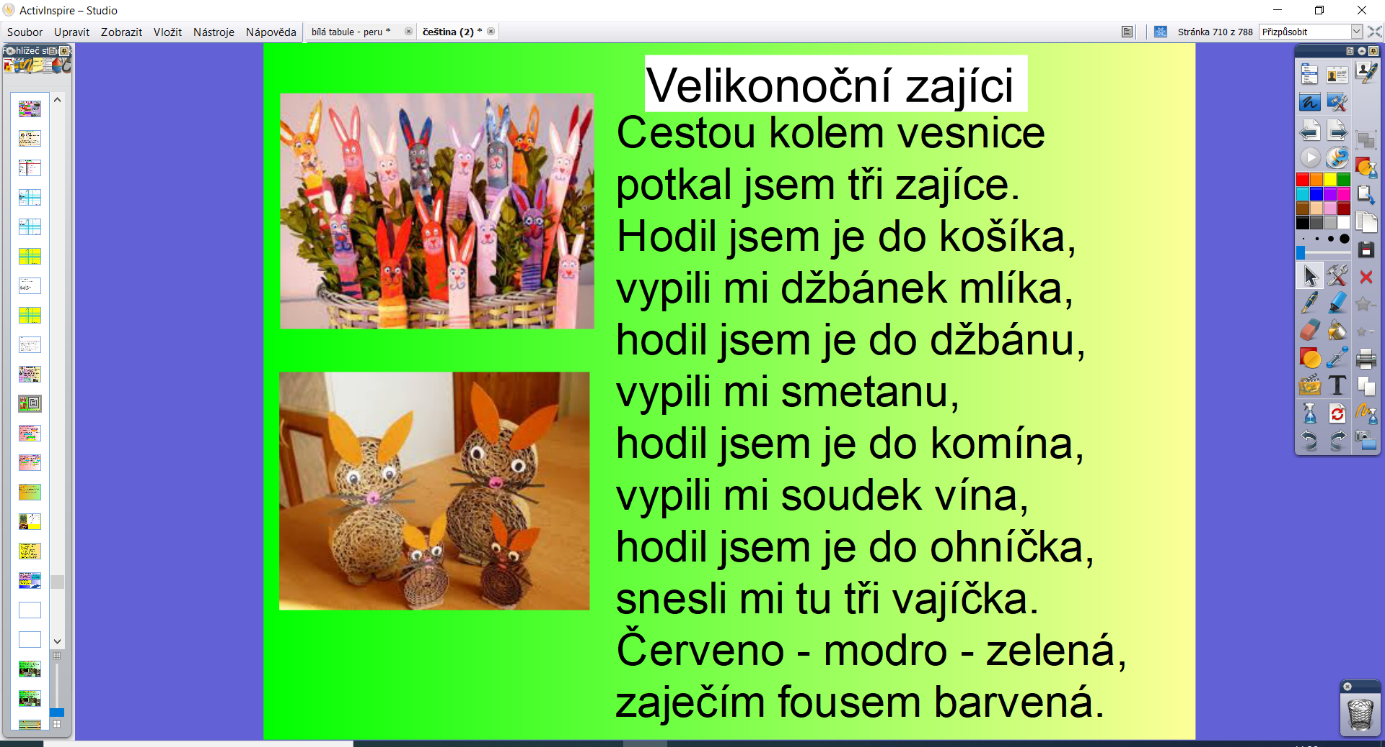 ActivInspire – Studio
Soubor Upravit Zobrazit Vložit Nástroje Nápověda
bílá tabule - peru *
čeština (2) *
Stránka 710 z 788
Přizpůsobit
Velikonoční zajíci
Cestou kolem vesnice
potkal jsem tři zajíce.
Hodil jsem je do košíka,
vypili mi džbánek mlíka,
hodil jsem je do džbánu,
vypili mi smetanu,
hodil jsem je do komína,
vypili mi soudek vína,
hodil jsem je do ohníčka,
snesli mi tu tři vajíčka.
Červeno - modro - zelená,
zaječím fousem barvená.